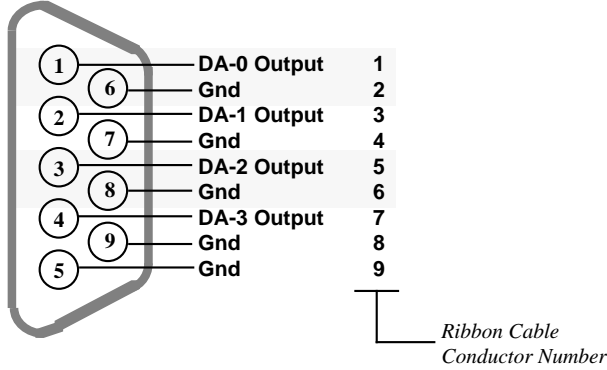 1 DA-0 Output 1
6 Gnd 2
2 DA-1 Output 3
7 Gnd 4
3 DA-2 Output 5
8 Gnd 6
4 DA-3 Output 7
9 Gnd 8
5 Gnd 9
Ribbon Cable
Conductor Number